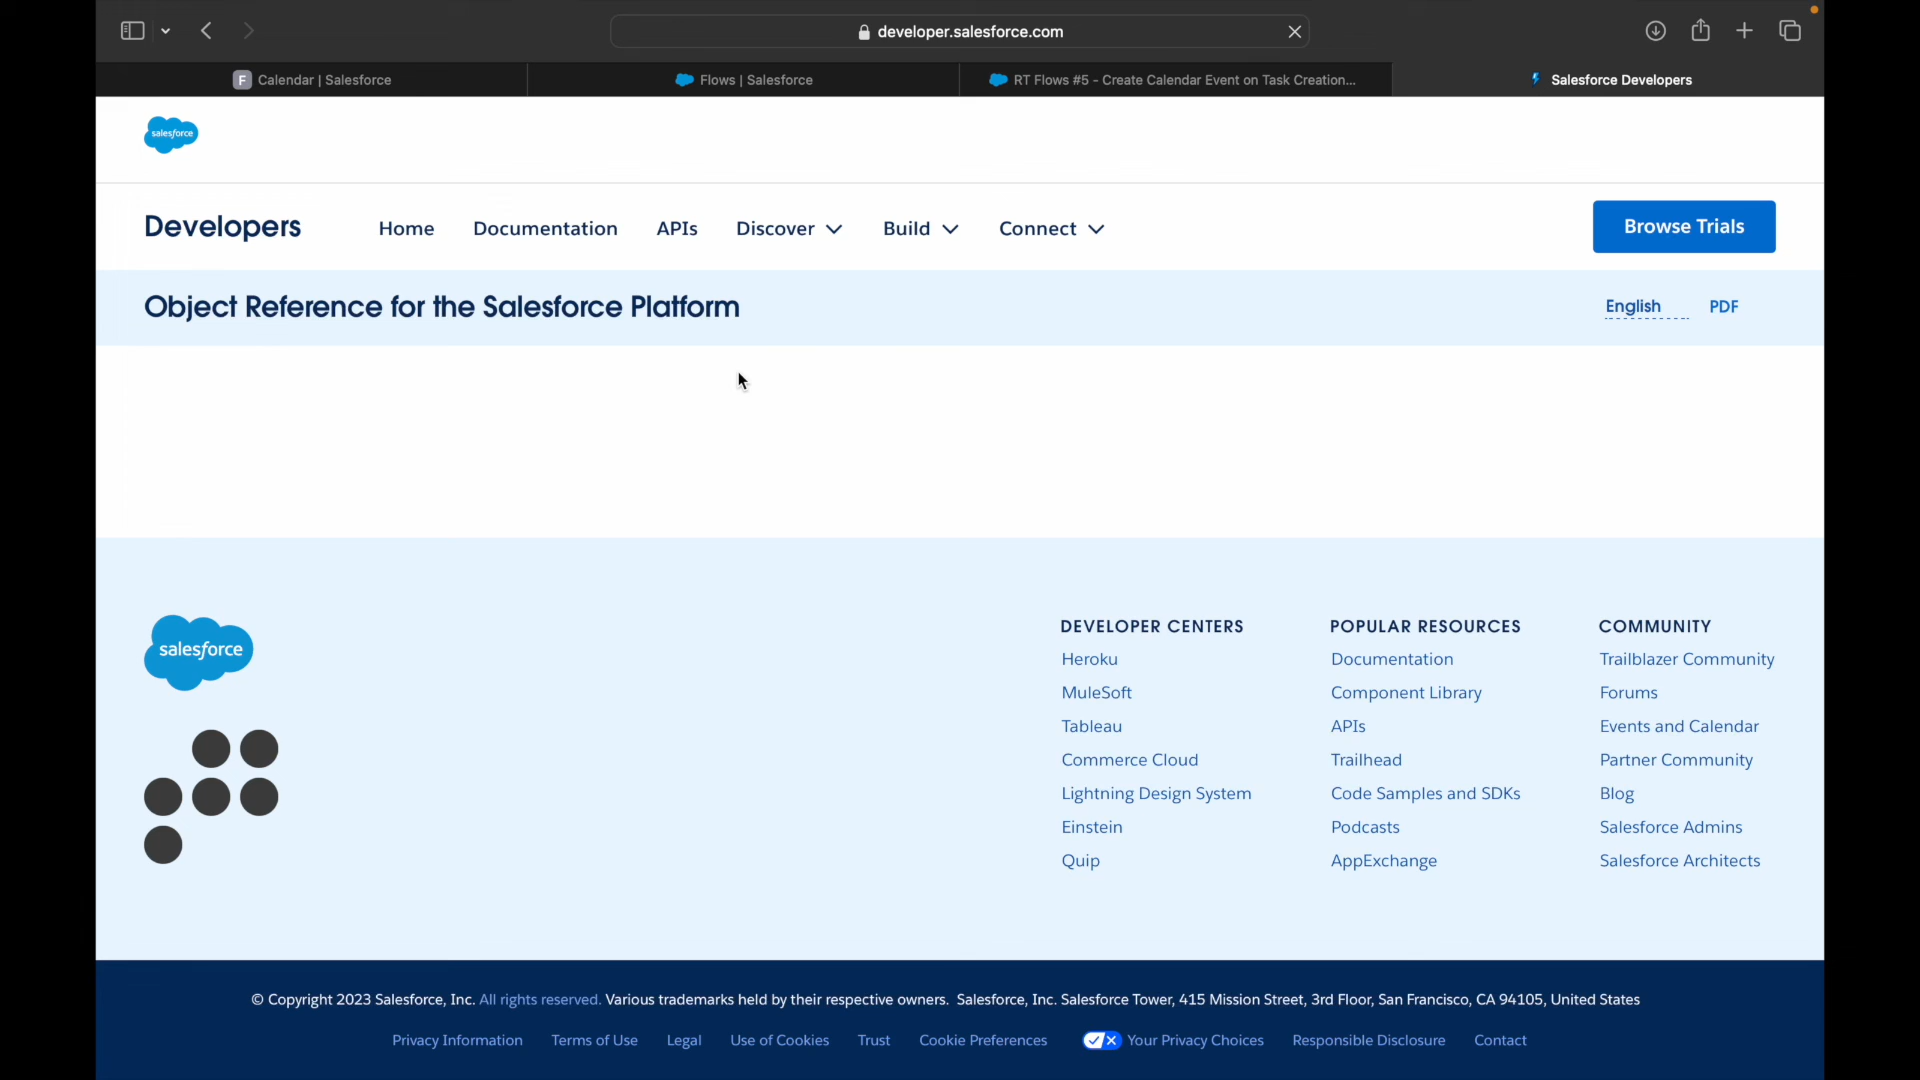 developer.salesforce.com
F Calendar | Salesforce
Flows | Salesforce
RT Flows #5 - Create Calendar Event on Task Creation...
Salesforce Developers
salesforce
Developers
Home
Documentation
APIs
Discover
Build
Connect
Browse Trials
Object Reference for the Salesforce Platform
English
PDF
salesforce
DEVELOPER CENTERS
Heroku
MuleSoft
Tableau
Commerce Cloud
Lightning Design System
Einstein
Quip
POPULAR RESOURCES
Documentation
Component Library
APIs
Trailhead
Code Samples and SDKs
Podcasts
AppExchange
COMMUNITY
Trailblazer Community
Forums
Events and Calendar
Partner Community
Blog
Salesforce Admins
Salesforce Architects
© Copyright 2023 Salesforce, Inc. All rights reserved. Various trademarks held by their respective owners. Salesforce, Inc. Salesforce Tower, 415 Mission Street, 3rd Floor, San Francisco, CA 94105, United States
Privacy Information
Terms of Use
Legal
Use of Cookies
Trust
Cookie Preferences
Your Privacy Choices
Responsible Disclosure
Contact